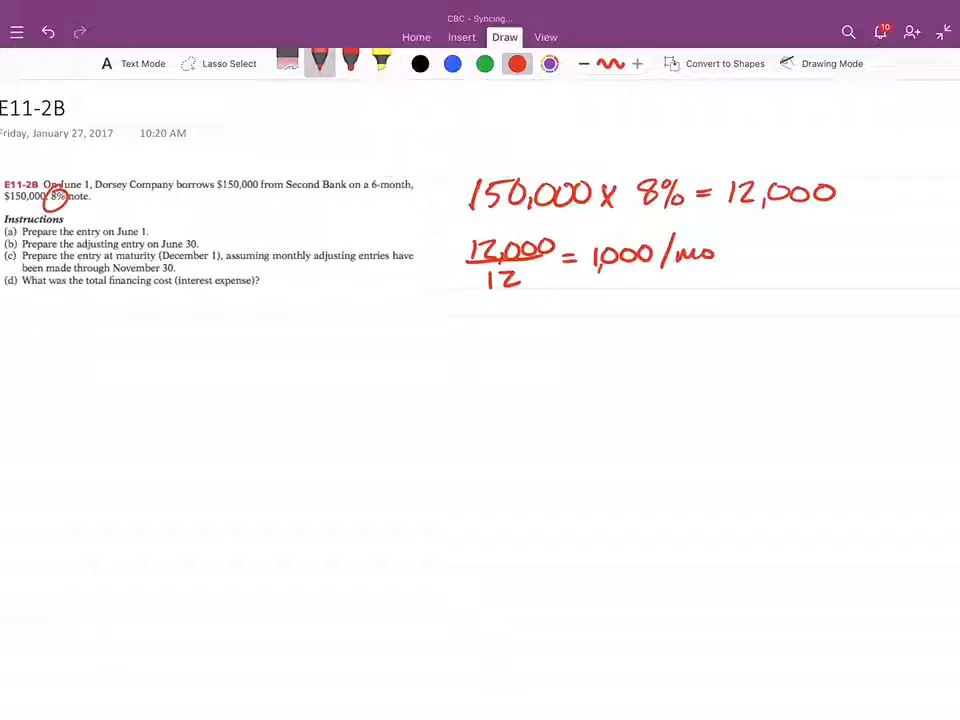 CBC - Syncing...
Home Insert Draw View
10
A Text Mode Lasso Select Convert to Shapes Drawing Mode
E11-2B
Friday, January 27, 2017 10:20 AM
E11-2B On June 1, Dorsey Company borrows $150,000 from Second Bank on a 6-month,
$150,000, 8% note.
Instructions
(a) Prepare the entry on June 1.
(b) Prepare the adjusting entry on June 30.
(c) Prepare the entry at maturity (December 1), assuming monthly adjusting entries have
been made through November 30.
(d) What was the total financing cost (interest expense)?
150,000 x 8% = 12,000
12,000
12
= 1,000 / mo